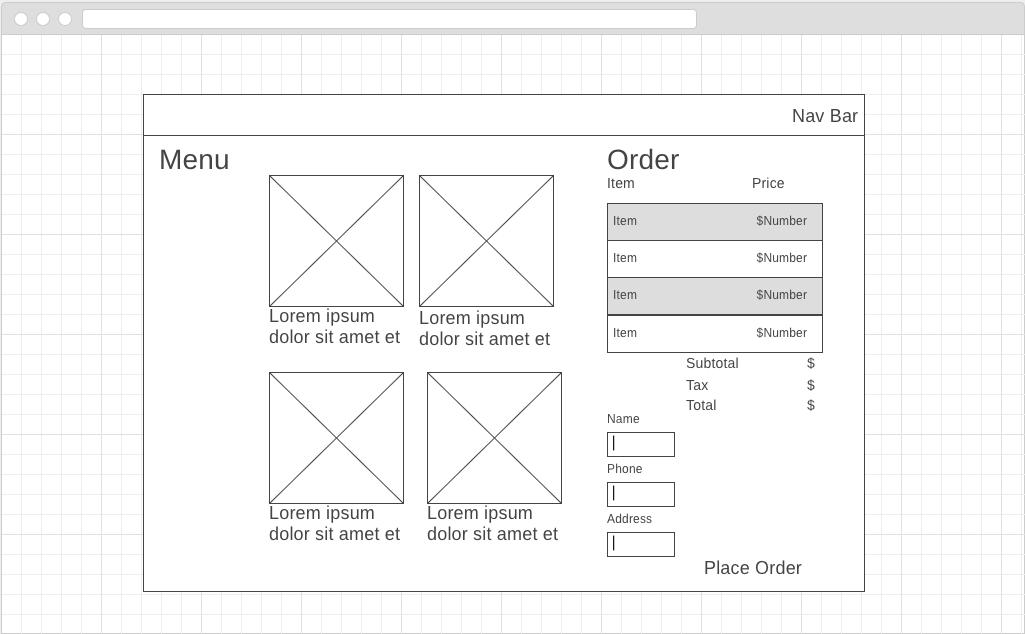 Nav Bar
Menu
Lorem ipsum
dolor sit amet et
Lorem ipsum
dolor sit amet et
Lorem ipsum
dolor sit amet et
Lorem ipsum
dolor sit amet et
Order
Item Price
Item $Number
Item $Number
Item $Number
Item $Number
Subtotal $
Tax $
Total $
Name
Phone
Address
Place Order